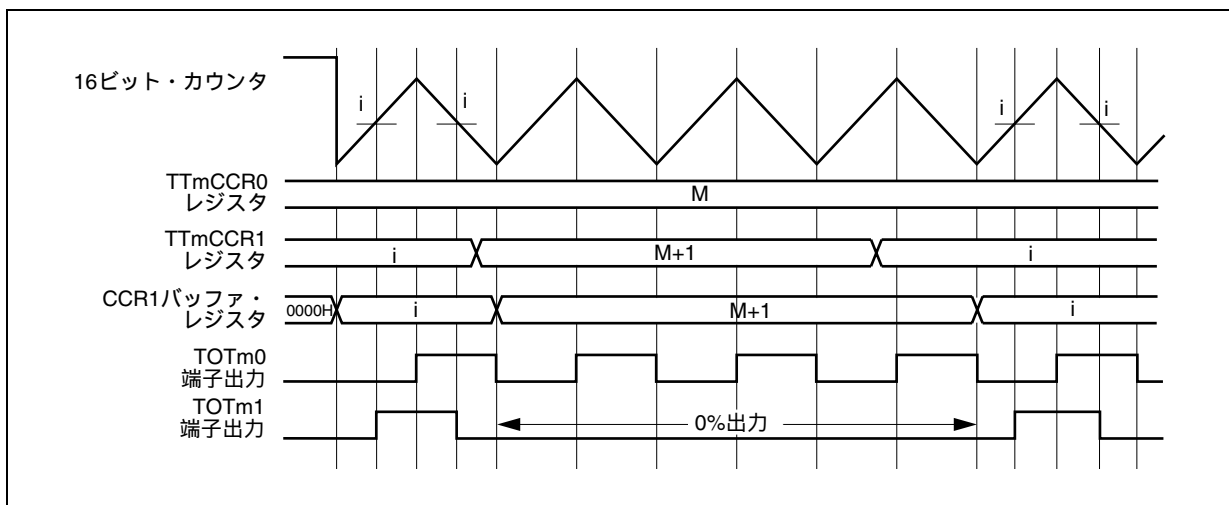 16ビット・カウンタ
i
i
i
i
TTmCCR0
レジスタ
M
TTmCCR1
レジスタ
i
M+1
i
CCR1バッファ・
レジスタ
0000H
i
M+1
i
TOTm0
端子出力
TOTm1
端子出力
0%出力